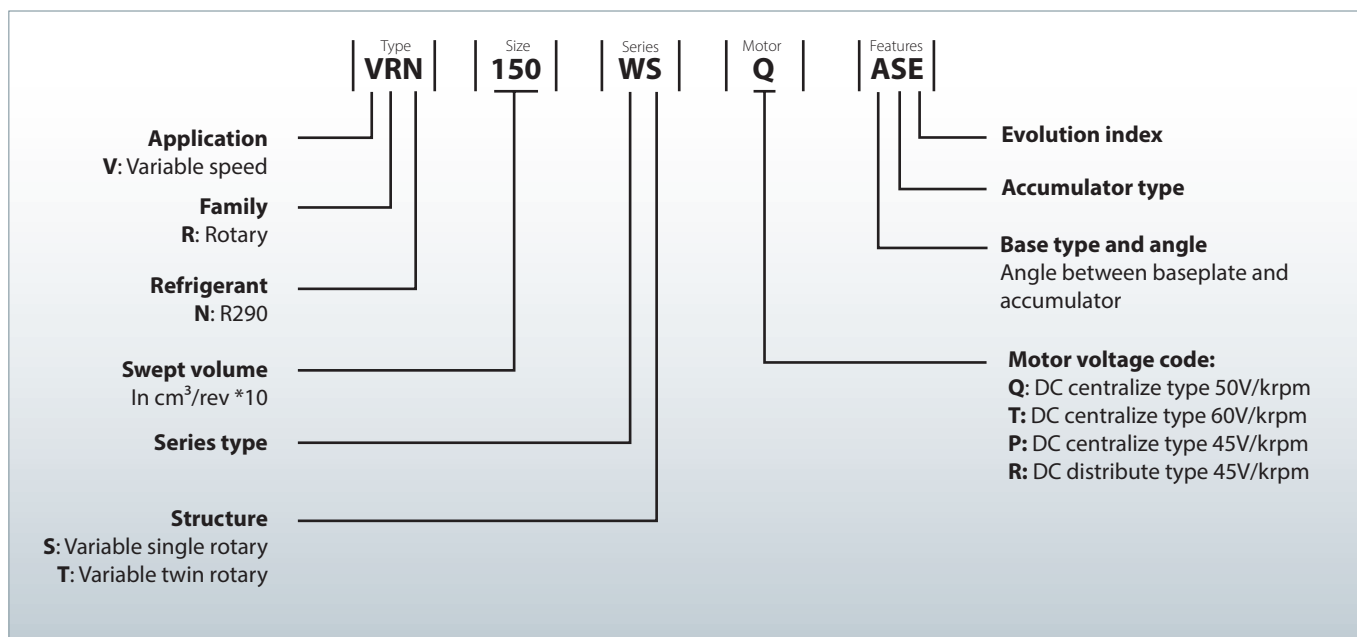 Type Size Series Motor Features
VRN 150 WS Q ASE
Application
V: Variable speed
Family
R: Rotary
Refrigerant
N: R290
Swept volume
In cm³/rev *10
Series type
Structure
S: Variable single rotary
T: Variable twin rotary
Evolution index
Accumulator type
Base type and angle
Angle between baseplate and
accumulator
Motor voltage code:
Q: DC centralize type 50V/krpm
T: DC centralize type 60V/krpm
P: DC centralize type 45V/krpm
R: DC distribute type 45V/krpm